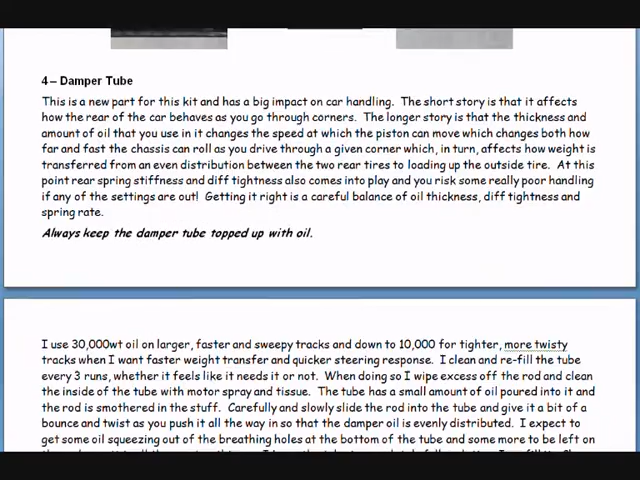 4 – Damper Tube
This is a new part for this kit and has a big impact on car handling. The short story is that it affects
how the rear of the car behaves as you go through corners. The longer story is that the thickness and
amount of oil that you use in it changes the speed at which the piston can move which changes both how
far and fast the chassis can roll as you drive through a given corner which, in turn, affects how weight is
transferred from an even distribution between the two rear tires to loading up the outside tire. At this
point rear spring stiffness and diff tightness also comes into play and you risk some really poor handling
if any of the settings are out! Getting it right is a careful balance of oil thickness, diff tightness and
spring rate.
Always keep the damper tube topped up with oil.
I use 30,000wt oil on larger, faster and sweepy tracks and down to 10,000 for tighter, more twisty
tracks when I want faster weight transfer and quicker steering response. I clean and re-fill the tube
every 3 runs, whether it feels like it needs it or not. When doing so I wipe excess off the rod and clean
the inside of the tube with motor spray and tissue. The tube has a small amount of oil poured into it and
the rod is smothered in the stuff. Carefully and slowly slide the rod into the tube and give it a bit of a
bounce and twist as you push it all the way in so that the damper oil is evenly distributed. I expect to
get some oil squeezing out of the breathing holes at the bottom of the tube and some more to be left on